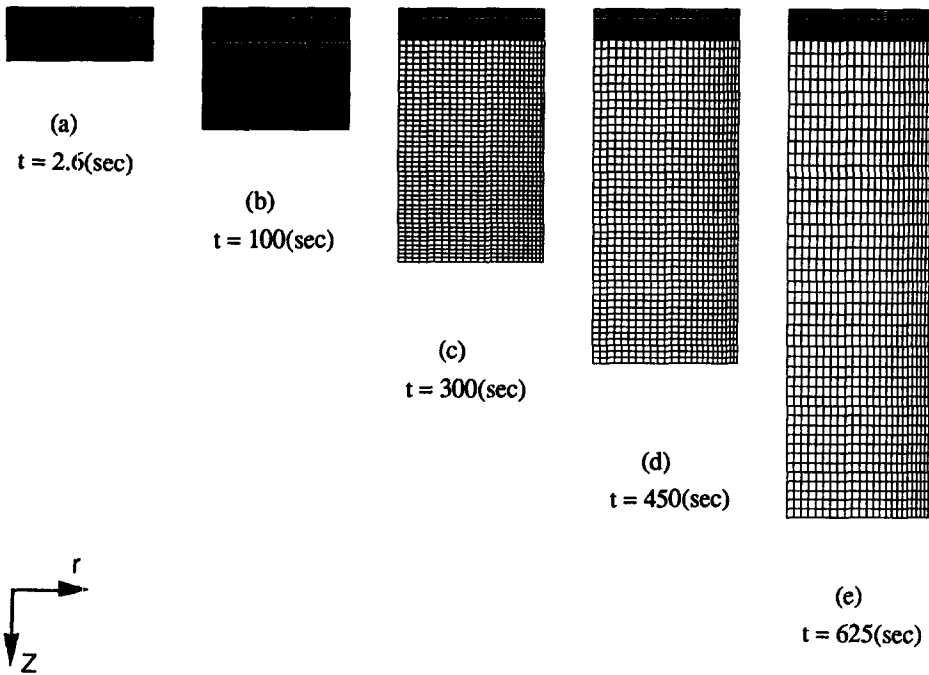 (a)
t = 2.6(sec)
(b)
t = 100(sec)
(c)
t = 300(sec)
(d)
t = 450(sec)
(e)
t = 625(sec)
r
Z